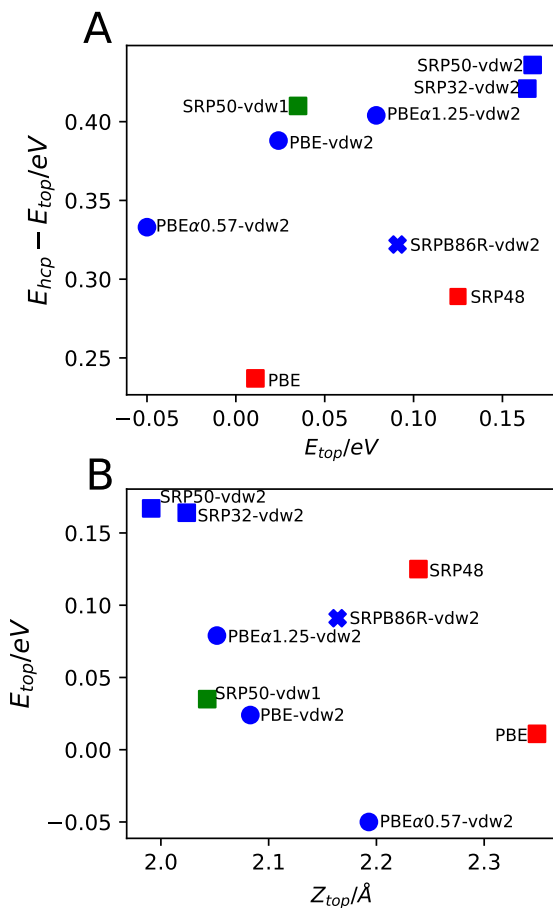 A
SRP50-vdw2
SRP32-vdw2
SRP50-vdw1
PBEα1.25-vdw2
PBE-vdw2
PBEα0.57-vdw2
SRPB86R-vdw2
SRP48
PBE
0.40
0.35
0.30
0.25
E_hcp − E_top/eV
−0.05 0.00 0.05 0.10 0.15
E_top/eV
B
SRP50-vdw2
SRP32-vdw2
SRP48
SRPB86R-vdw2
PBEα1.25-vdw2
SRP50-vdw1
PBE-vdw2
PBE
PBEα0.57-vdw2
0.15
0.10
0.05
0.00
−0.05
E_top/eV
2.0 2.1 2.2 2.3
Z_top/Å